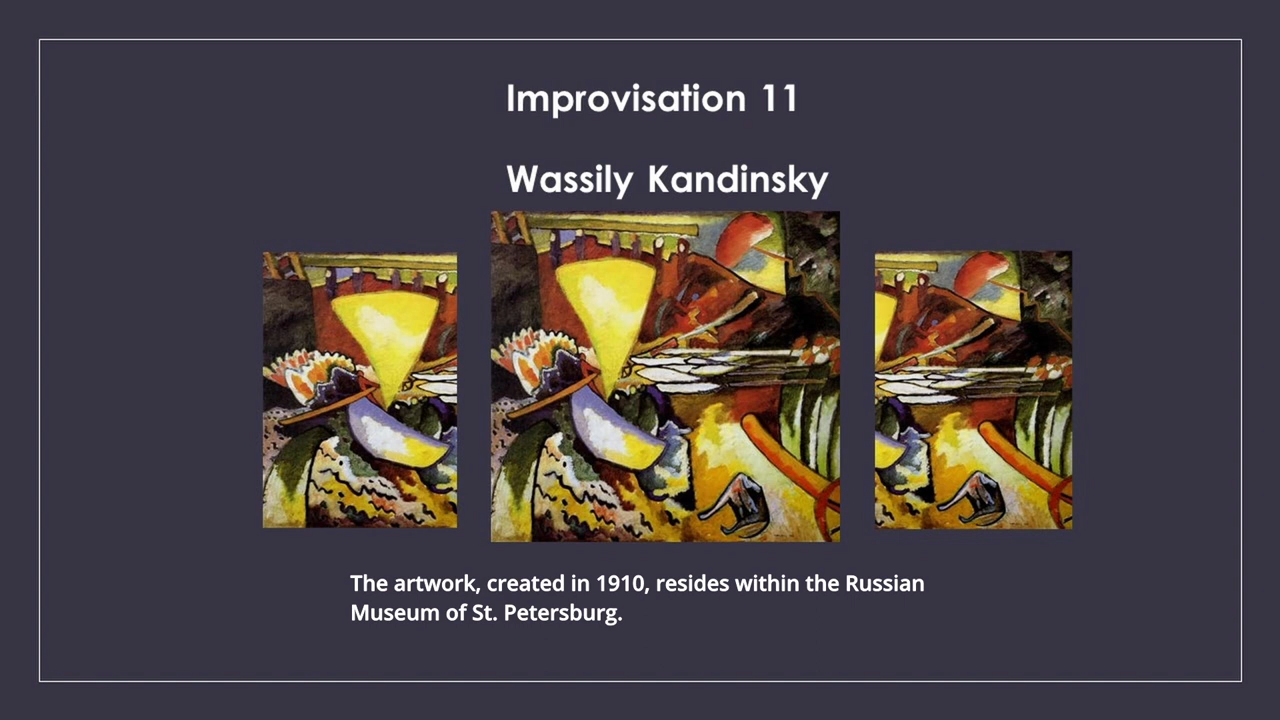 Improvisation 11
Wassily Kandinsky
The artwork, created in 1910, resides within the Russian
Museum of St. Petersburg.